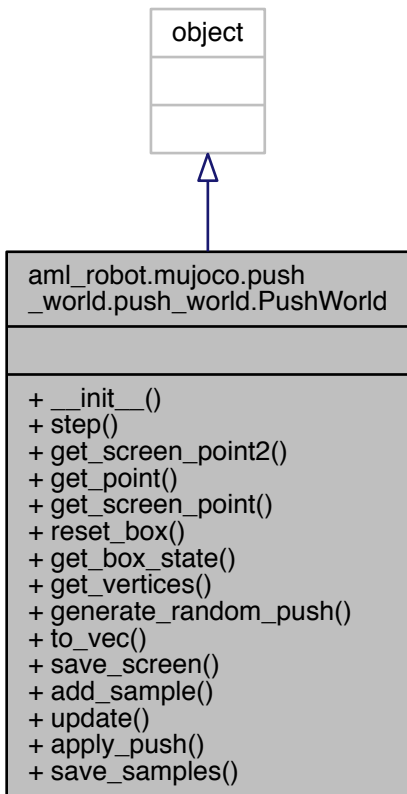 object
aml_robot.mujoco.push
_world.push_world.PushWorld
+ __init__()
+ step()
+ get_screen_point2()
+ get_point()
+ get_screen_point()
+ reset_box()
+ get_box_state()
+ get_vertices()
+ generate_random_push()
+ to_vec()
+ save_screen()
+ add_sample()
+ update()
+ apply_push()
+ save_samples()